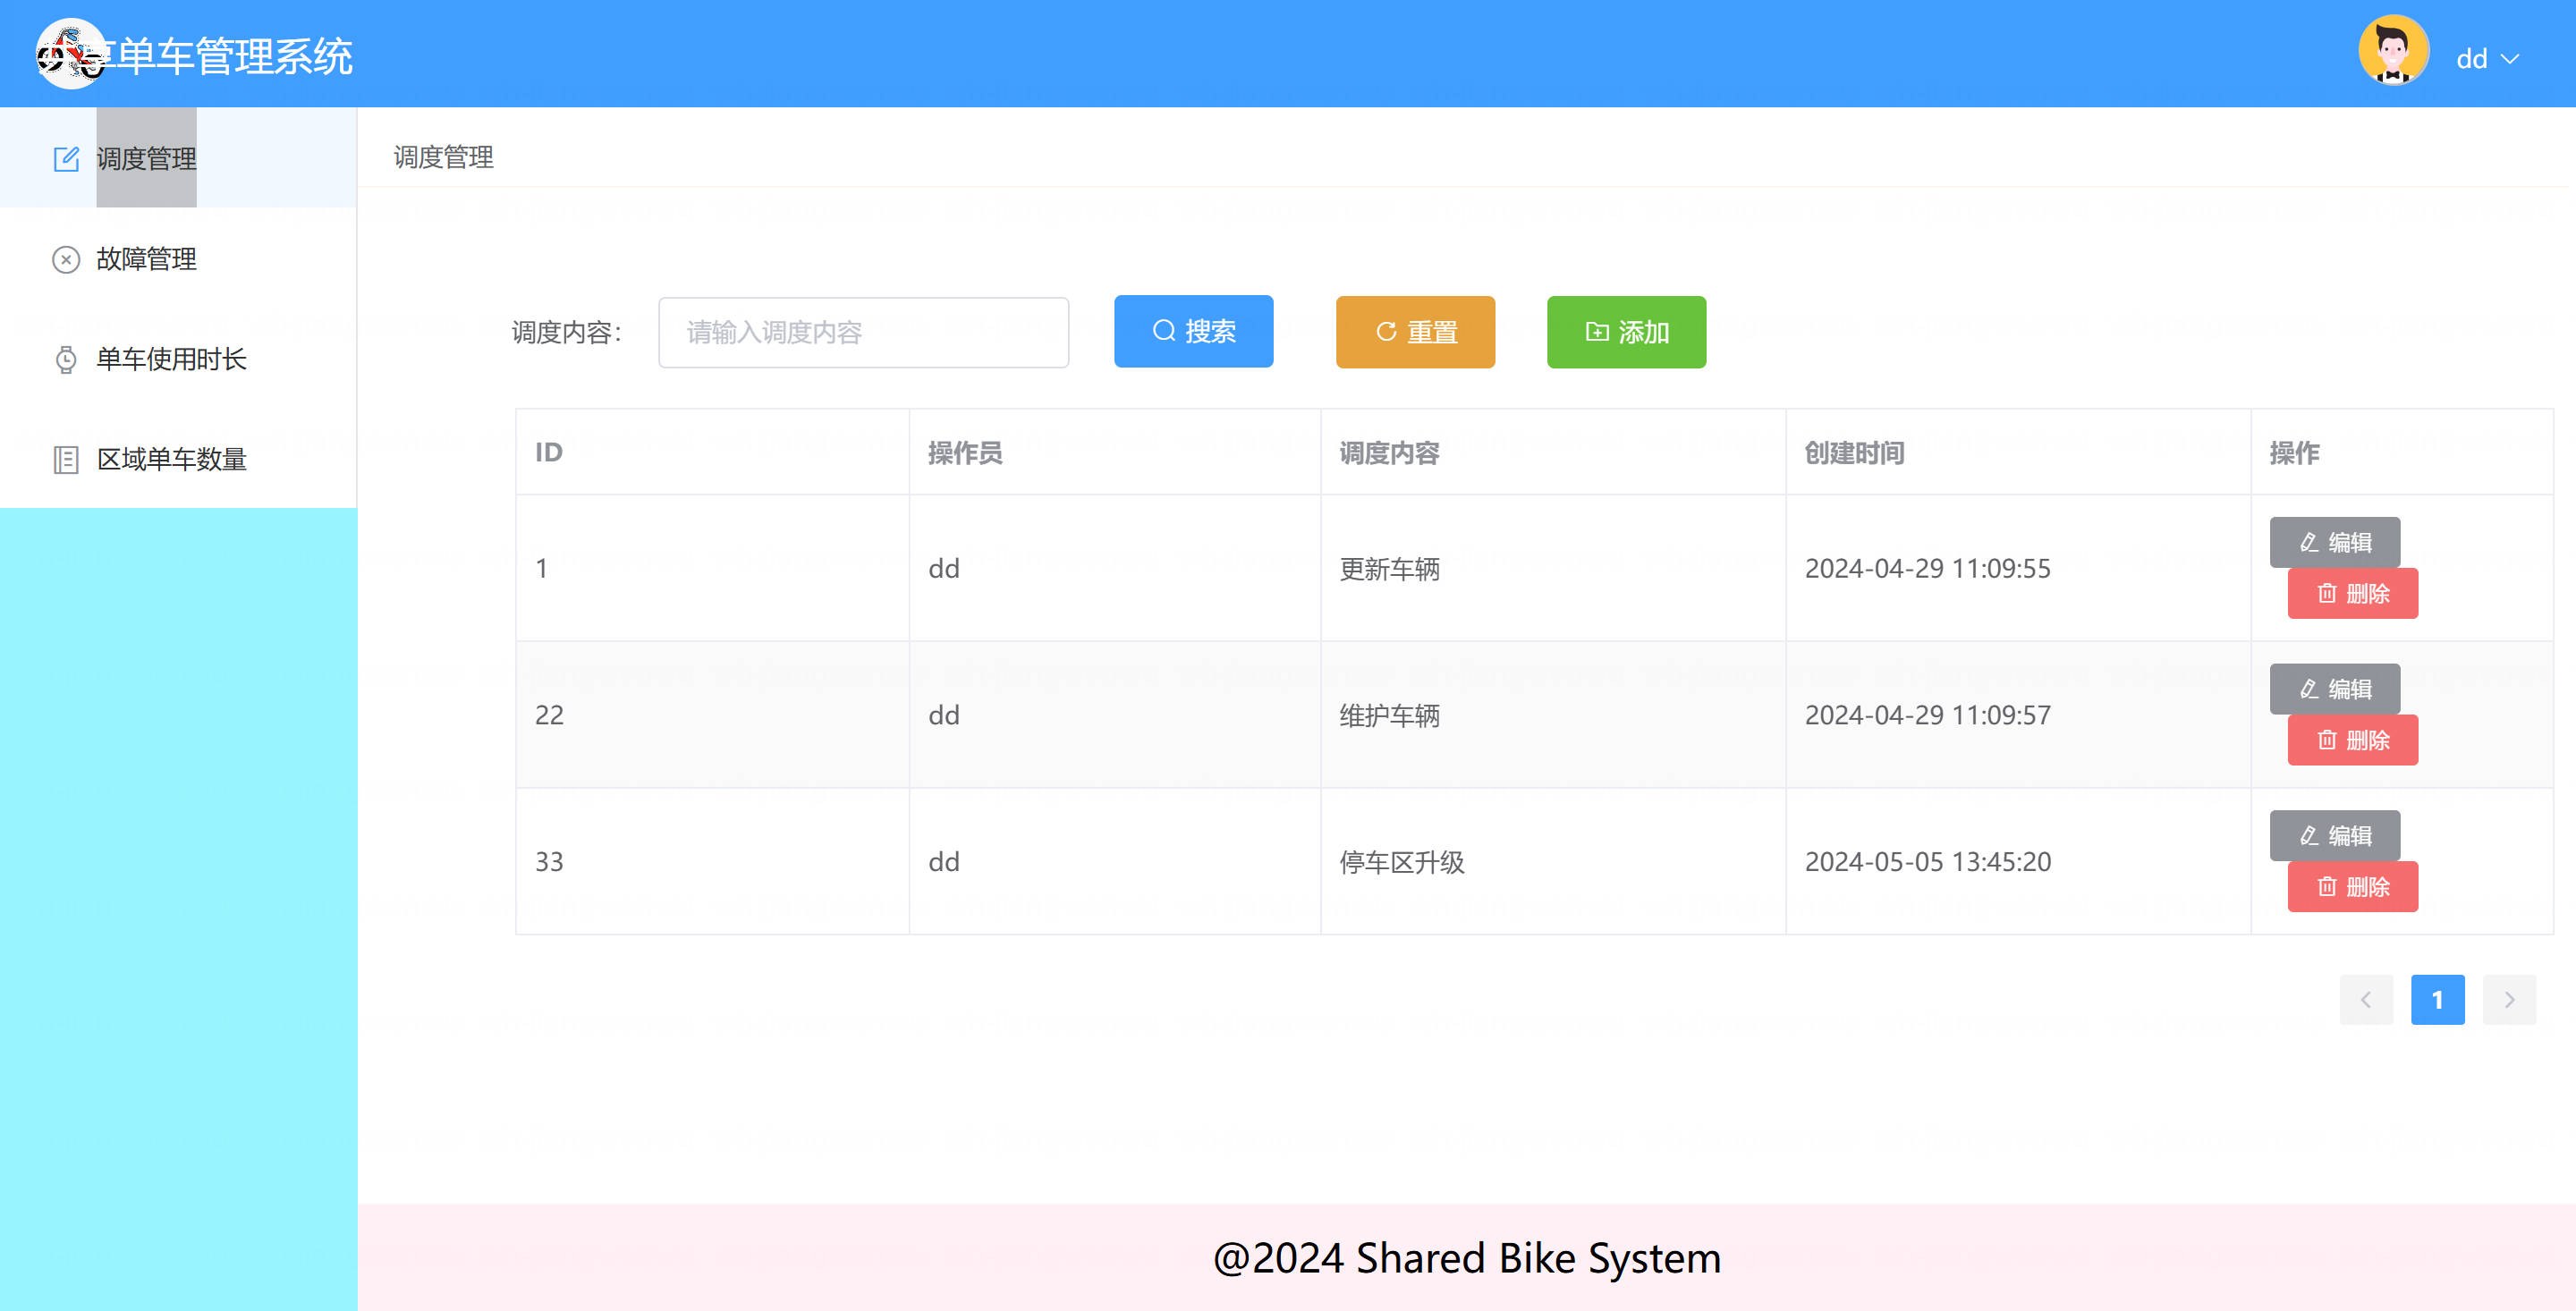 享单车管理系统
dd
调度管理
故障管理
单车使用时长
区域单车数量
调度管理
调度内容： 请输入调度内容 搜索 重置 添加
ID 操作员 调度内容 创建时间 操作
1 dd 更新车辆 2024-04-29 11:09:55 编辑 删除
22 dd 维护车辆 2024-04-29 11:09:57 编辑 删除
33 dd 停车区升级 2024-05-05 13:45:20 编辑 删除
1
@2024 Shared Bike System